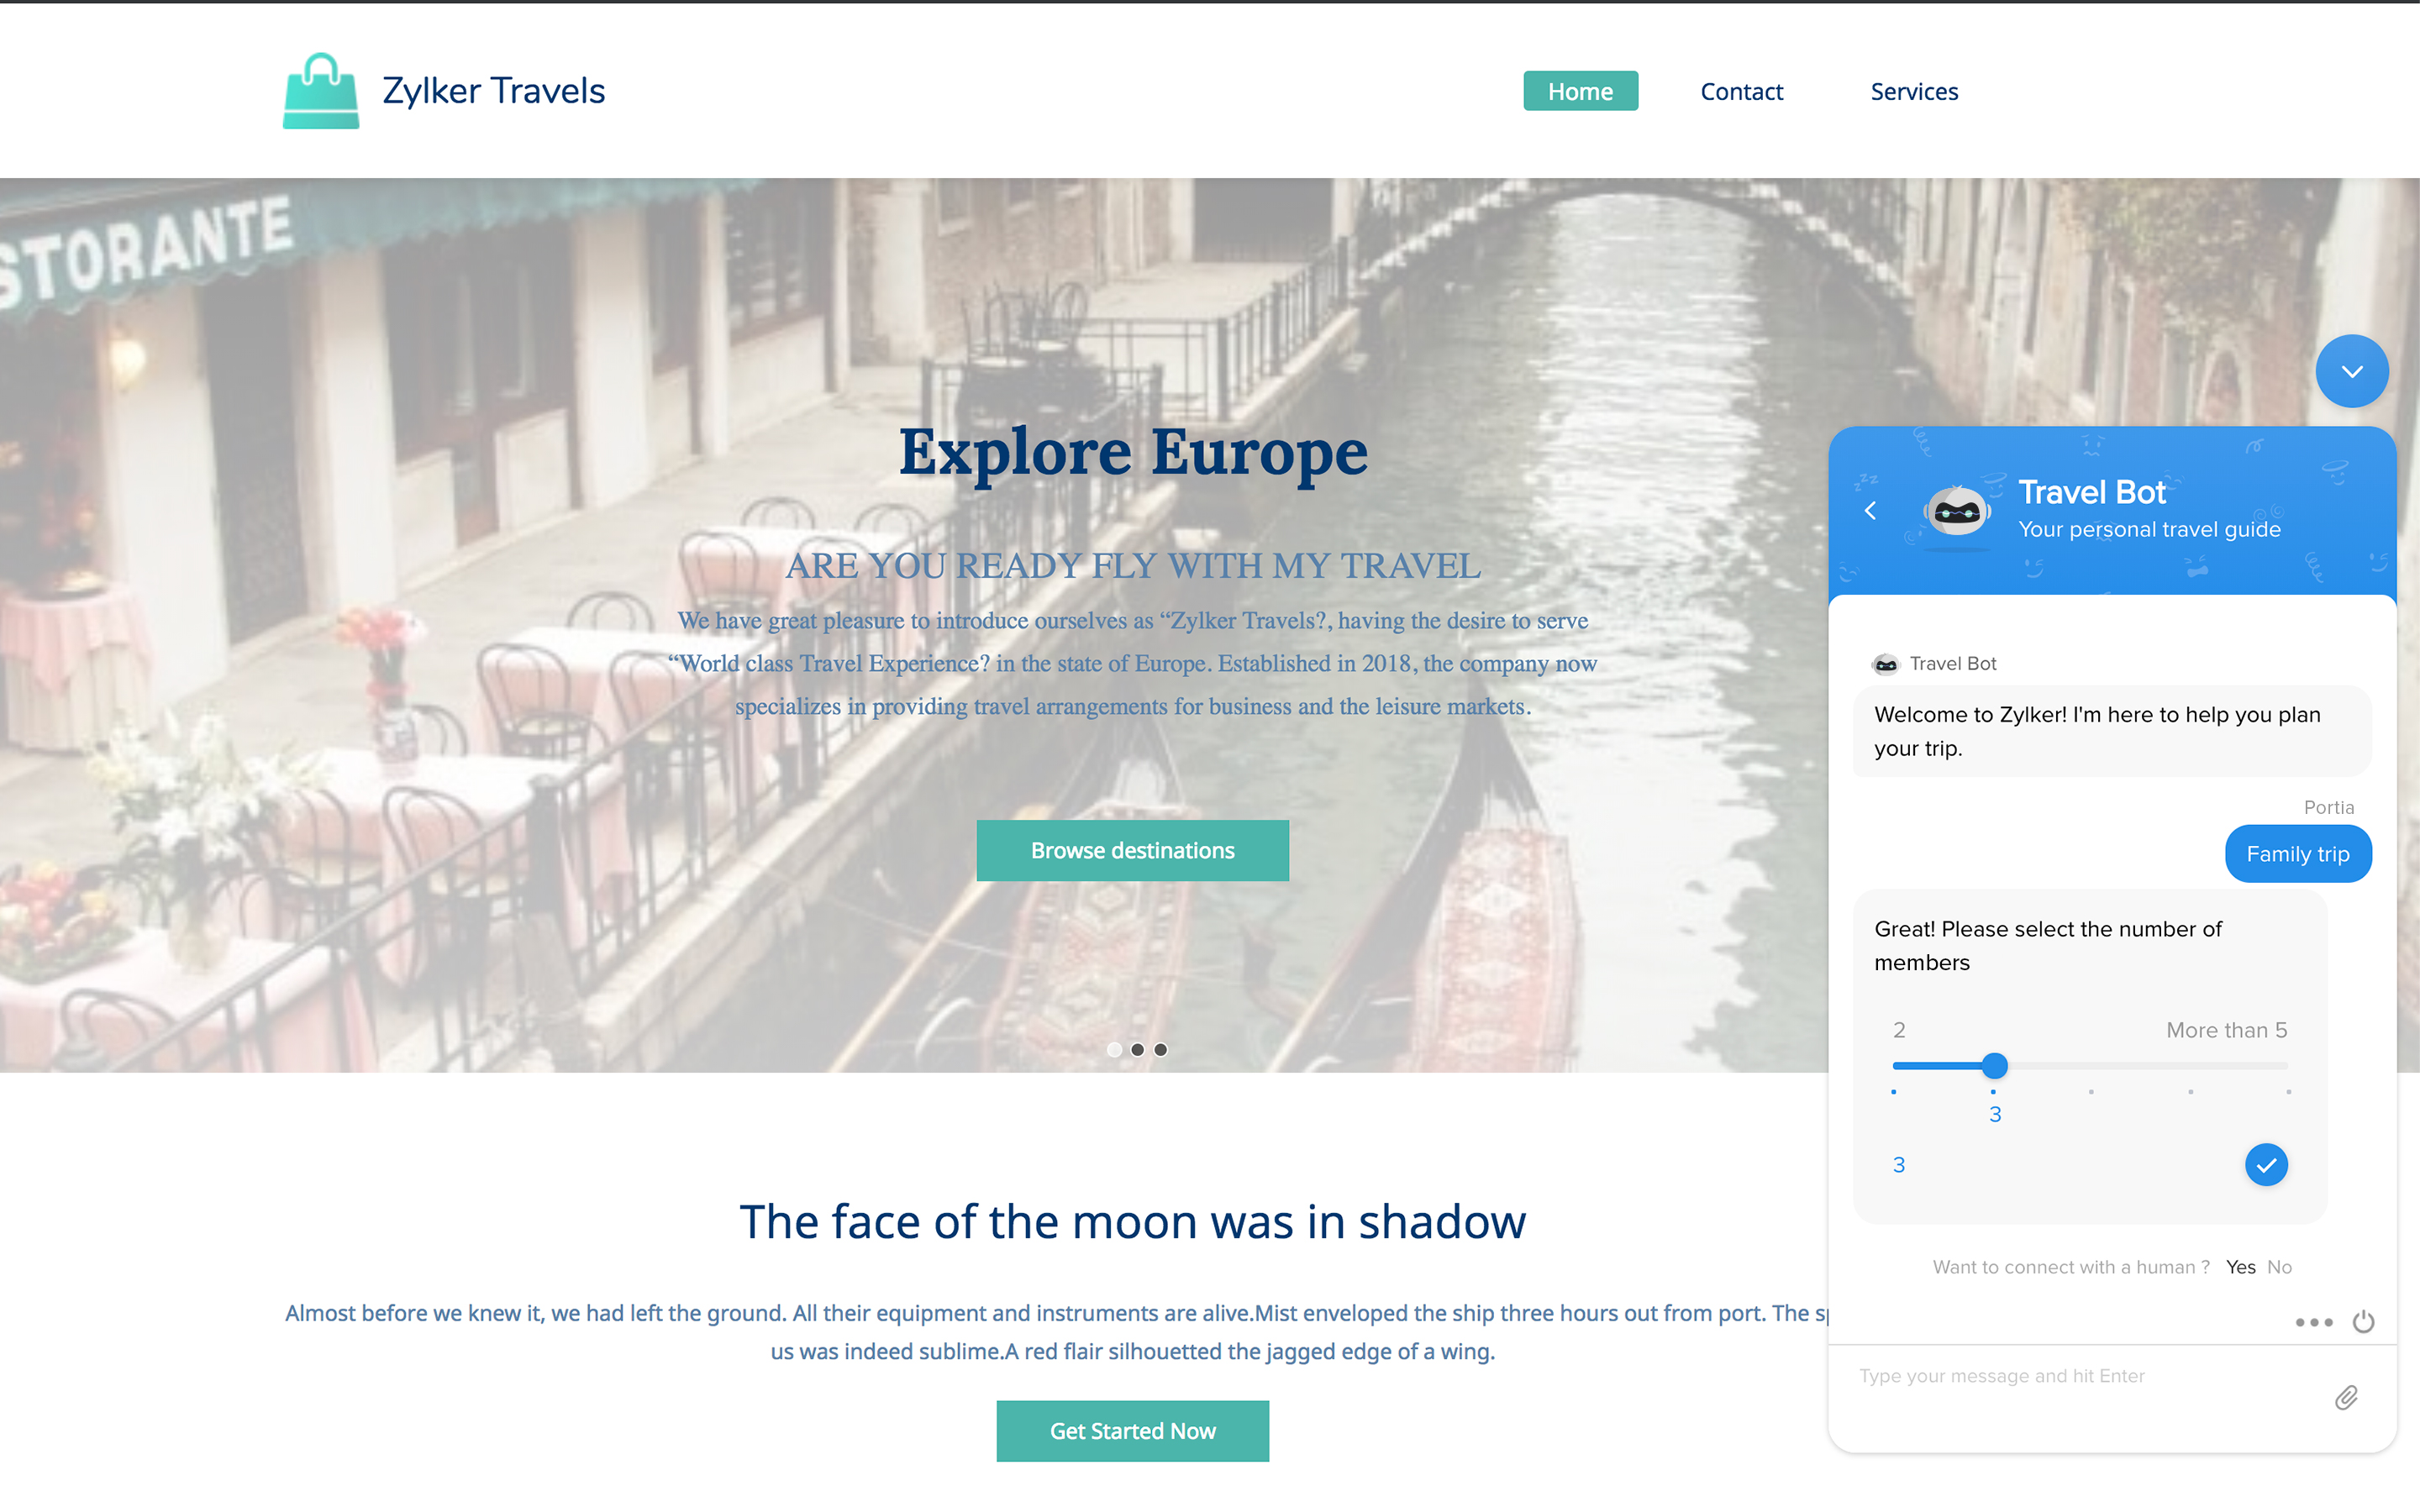 Zylker Travels
Home
Contact
Services
STORANTE
Explore Europe
ARE YOU READY FLY WITH MY TRAVEL
We have great pleasure to introduce ourselves as “Zylker Travels?, having the desire to serve
“World class Travel Experience? in the state of Europe. Established in 2018, the company now
specializes in providing travel arrangements for business and the leisure markets.
Browse destinations
The face of the moon was in shadow
Almost before we knew it, we had left the ground. All their equipment and instruments are alive.Mist enveloped the ship three hours out from port. The
us was indeed sublime.A red flair silhouetted the jagged edge of a wing.
Get Started Now
Travel Bot
Your personal travel guide
Travel Bot
Welcome to Zylker! I'm here to help you plan
your trip.
Portia
Family trip
Great! Please select the number of
members
2
More than 5
3
3
Want to connect with a human ? Yes No
Type your message and hit Enter